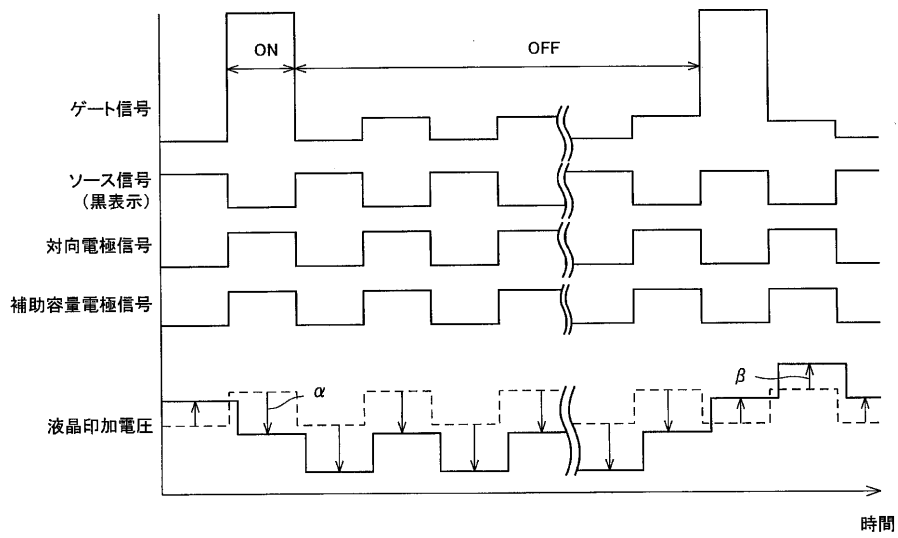 ON
OFF
ゲート信号
ソース信号
(黒表示)
対向電極信号
補助容量電極信号
液晶印加電圧
α
β
時間